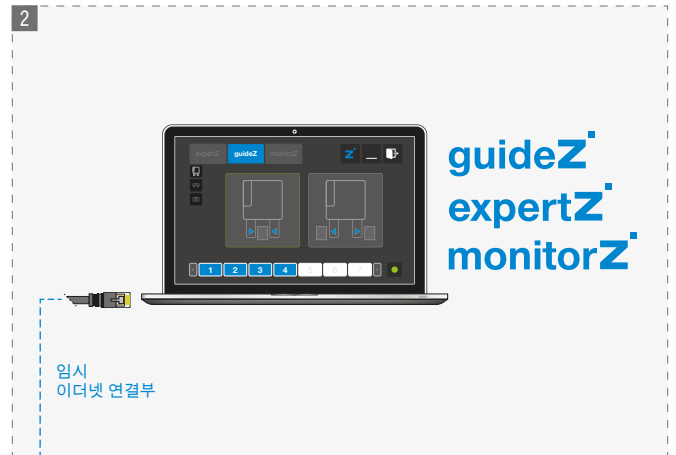 2
expertZ guideZ monitorZ
Z
1 2 3 4 5 6 7
guideZ
expertZ
monitorZ
임시
이더넷 연결부